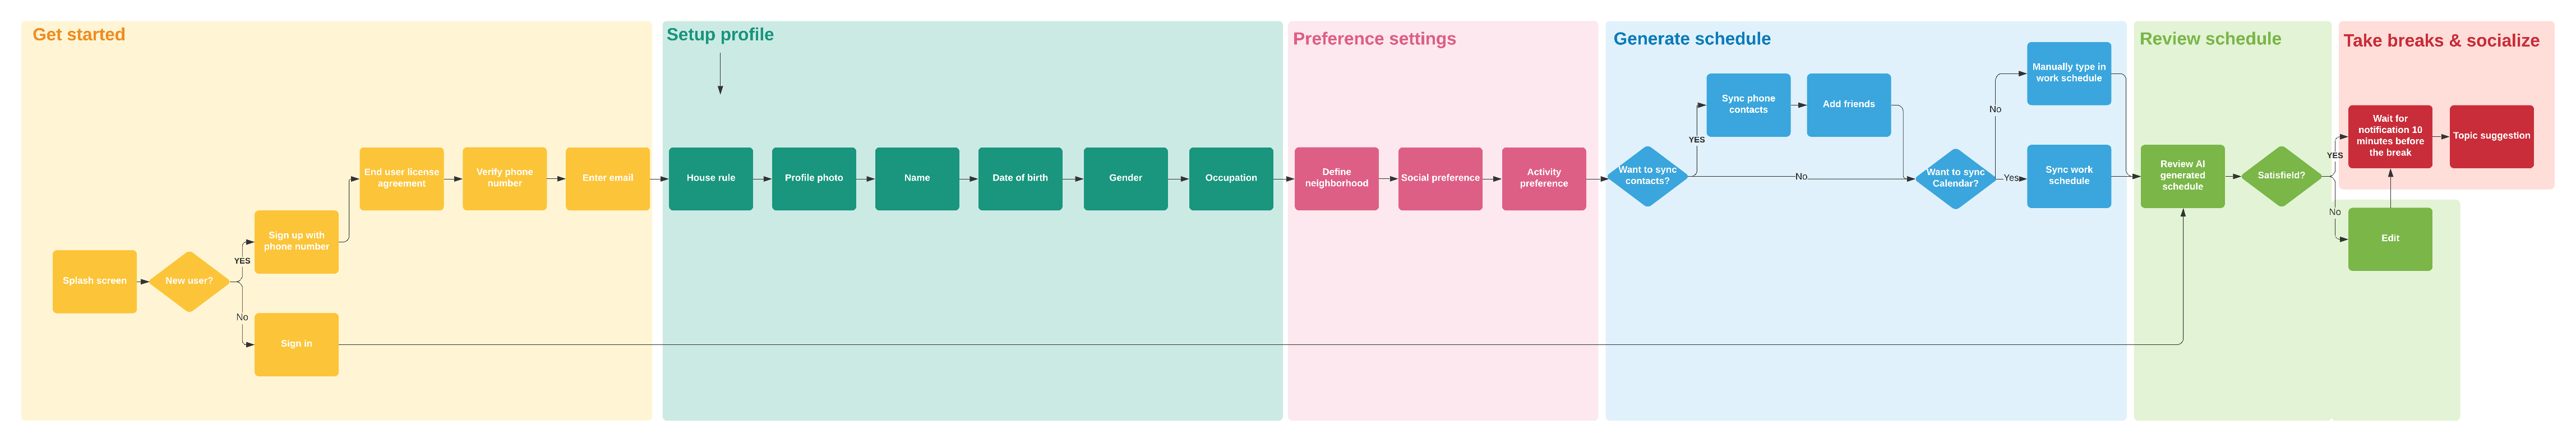 Get started
Splash screen
New user?
YES
No
Sign up with
phone number
Sign in
End user license
agreement
Verify phone
number
Enter email
Setup profile
House rule
Profile photo
Name
Date of birth
Gender
Occupation
Preference settings
Define
neighborhood
Social preference
Activity
preference
Generate schedule
Want to sync
contacts?
YES
No
Sync phone
contacts
Add friends
Want to sync
Calendar?
No
Yes
Manually type in
work schedule
Sync work
schedule
Review schedule
Review AI
generated
schedule
Satisfield?
YES
No
Edit
Take breaks & socialize
Wait for
notification 10
minutes before
the break
Topic suggestion